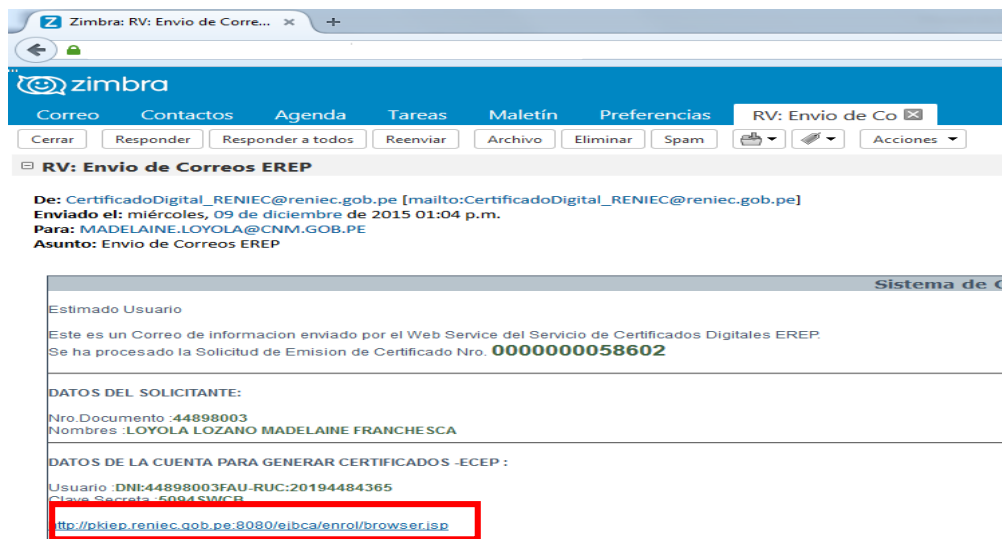 Zimbra: RV: Envio de Corre...
zimbra
Correo Contactos Agenda Tareas Maletín Preferencias RV: Envio de Co
Cerrar Responder Responder a todos Reenviar Archivo Eliminar Spam Acciones
RV: Envio de Correos EREP
De: CertificadoDigital_RENIEC@reniec.gob.pe [mailto:CertificadoDigital_RENIEC@reniec.gob.pe]
Enviado el: miércoles, 09 de diciembre de 2015 01:04 p.m.
Para: MADELAINE.LOYOLA@CNM.GOB.PE
Asunto: Envio de Correos EREP
Sistema de
Estimado Usuario
Este es un Correo de informacion enviado por el Web Service del Servicio de Certificados Digitales EREP.
Se ha procesado la Solicitud de Emision de Certificado Nro. 0000000058602
DATOS DEL SOLICITANTE:
Nro.Documento :44898003
Nombres :LOYOLA LOZANO MADELAINE FRANCHESCA
DATOS DE LA CUENTA PARA GENERAR CERTIFICADOS -ECEP :
Usuario :DNI:44898003FAU-RUC:20194484365
Clave Secreta :5094SWCB
http://pkiep.reniec.gob.pe:8080/ejbca/enrol/browser.jsp